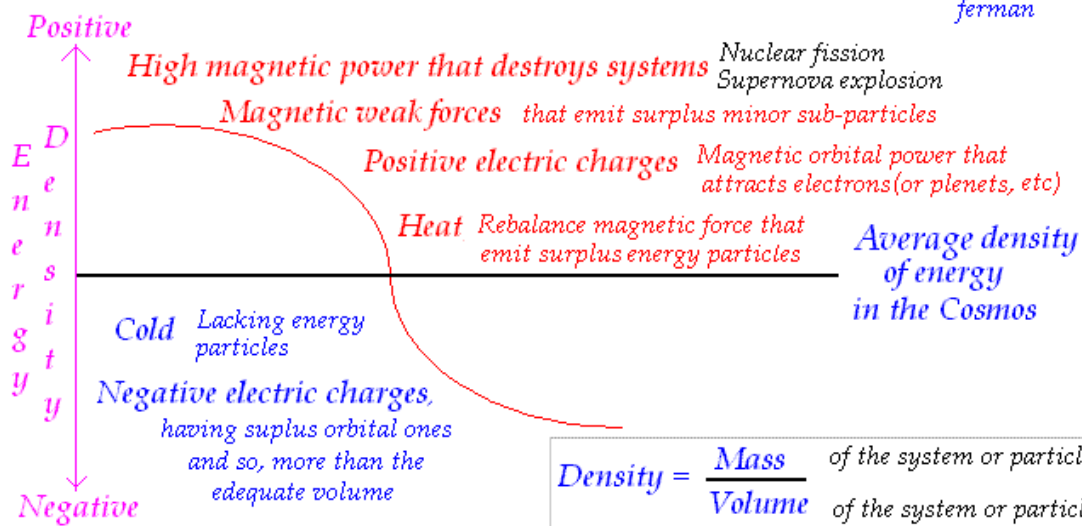 ferman
Positive
High magnetic power that destroys systems Nuclear fission
Supernova explosion
Magnetic weak forces that emit surplus minor sub-particles
Positive electric charges Magnetic orbital power that
attracts electrons(or plenets, etc)
Heat Rebalance magnetic force that
emit surplus energy particles
Energy
Density
Average density
of energy
in the Cosmos
Cold Lacking energy
particles
Negative electric charges,
having suplus orbital ones
and so, more than the
edequate volume
Negative
Density = Mass of the system or particl
Volume of the system or particl